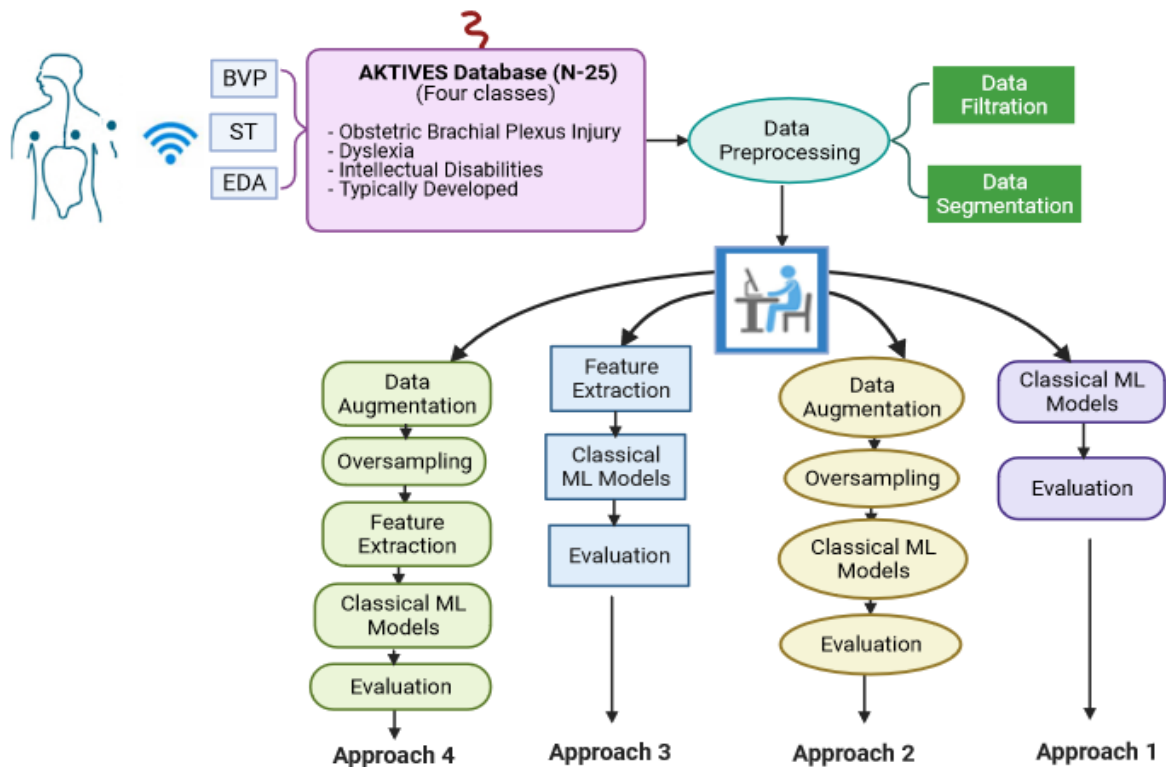 BVP
ST
EDA
AKTIVES Database (N-25)
(Four classes)
- Obstetric Brachial Plexus Injury
- Dyslexia
- Intellectual Disabilities
- Typically Developed
Data
Preprocessing
Data
Filtration
Data
Segmentation
Data
Augmentation
Oversampling
Feature
Extraction
Classical ML
Models
Evaluation
Approach 4
Feature
Extraction
Classical
ML Models
Evaluation
Approach 3
Data
Augmentation
Oversampling
Classical ML
Models
Evaluation
Approach 2
Classical ML
Models
Evaluation
Approach 1